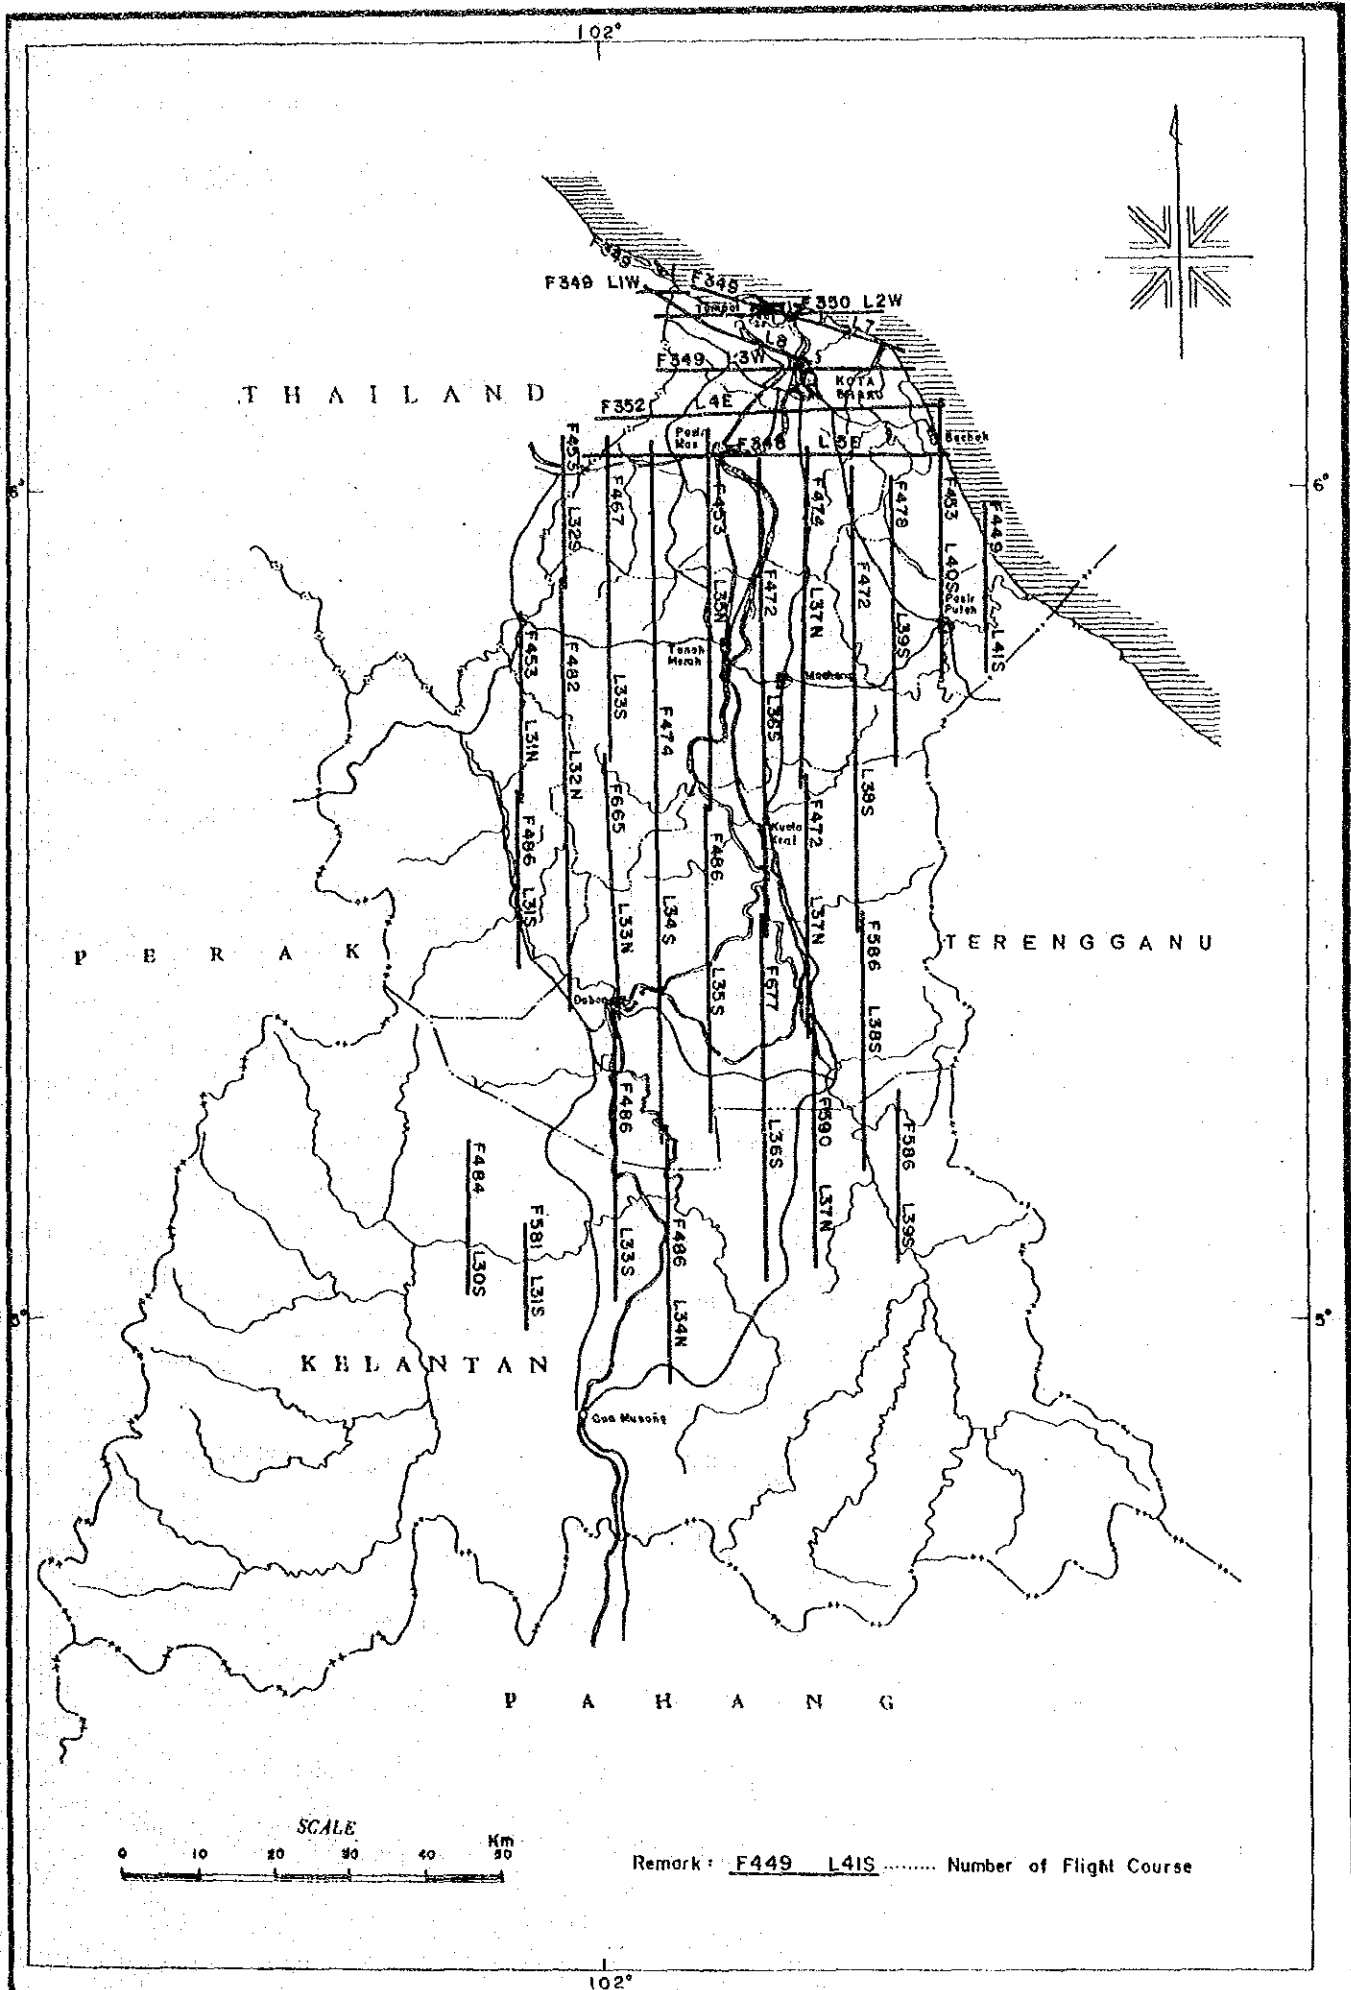 102°
F349
F349 L1W
F349
F350 L2W
Tumpat
L7
L8
F349 L3W
KOTA
BHARU
THAILAND
F352 L4E
Pasir
Mas
F348 L5E
Bachok
6°
6°
F453 L32S
F467 L33S
F453 L35N
F474 L37N
F478 L39S
F453 L40S
F449 L41S
F472 L36S
F472 L38S
Pasir
Puteh
Tanah
Merah
Machang
F453 L31N
F482 L32N
F474 L34S
F665 L33N
F486 L31S
F486 L35S
Kuala
Krai
F472 L37N
F586 L38S
PERAK
TERENGGANU
Dabong
F677 L36S
F486 L33S
F590 L37N
F586 L39S
F484 L30S
F581 L31S
F486 L34N
5°
5°
KELANTAN
Gua Musang
PAHANG
SCALE
0 10 20 30 40 50 Km
Remark : F449 L41S ......... Number of Flight Course
102°